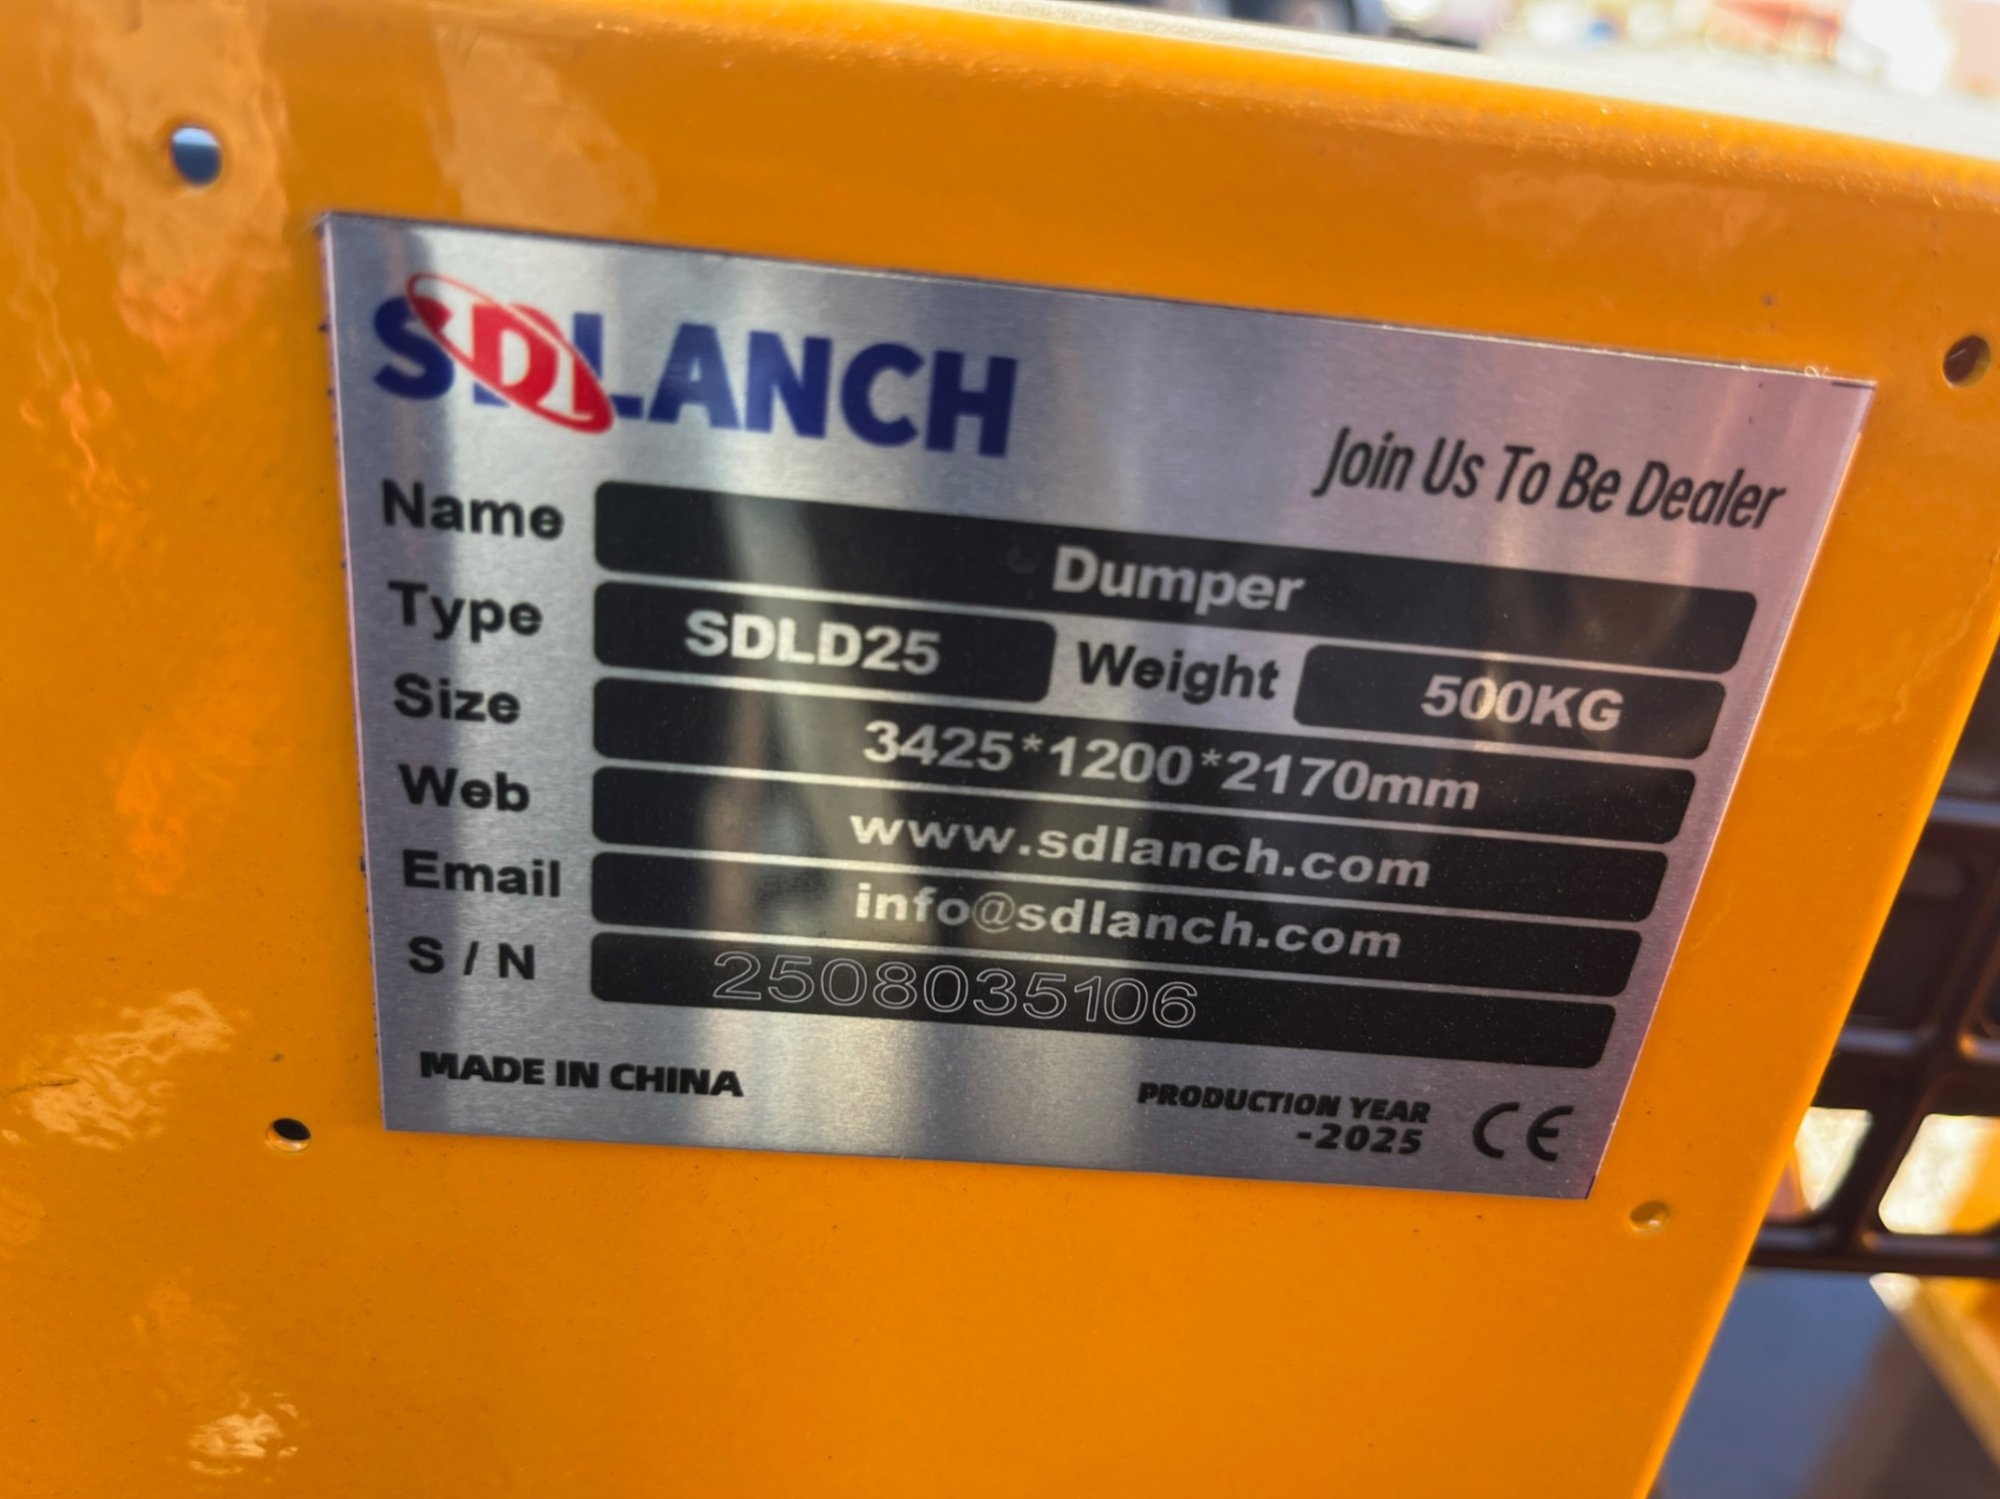 SDLANCH
Join Us To Be Dealer
Name Dumper
Type SDLD25 Weight 500KG
Size 3425*1200*2170mm
Web www.sdlanch.com
Email info@sdlanch.com
S / N 2508035106
MADE IN CHINA
PRODUCTION YEAR
-2025
CE